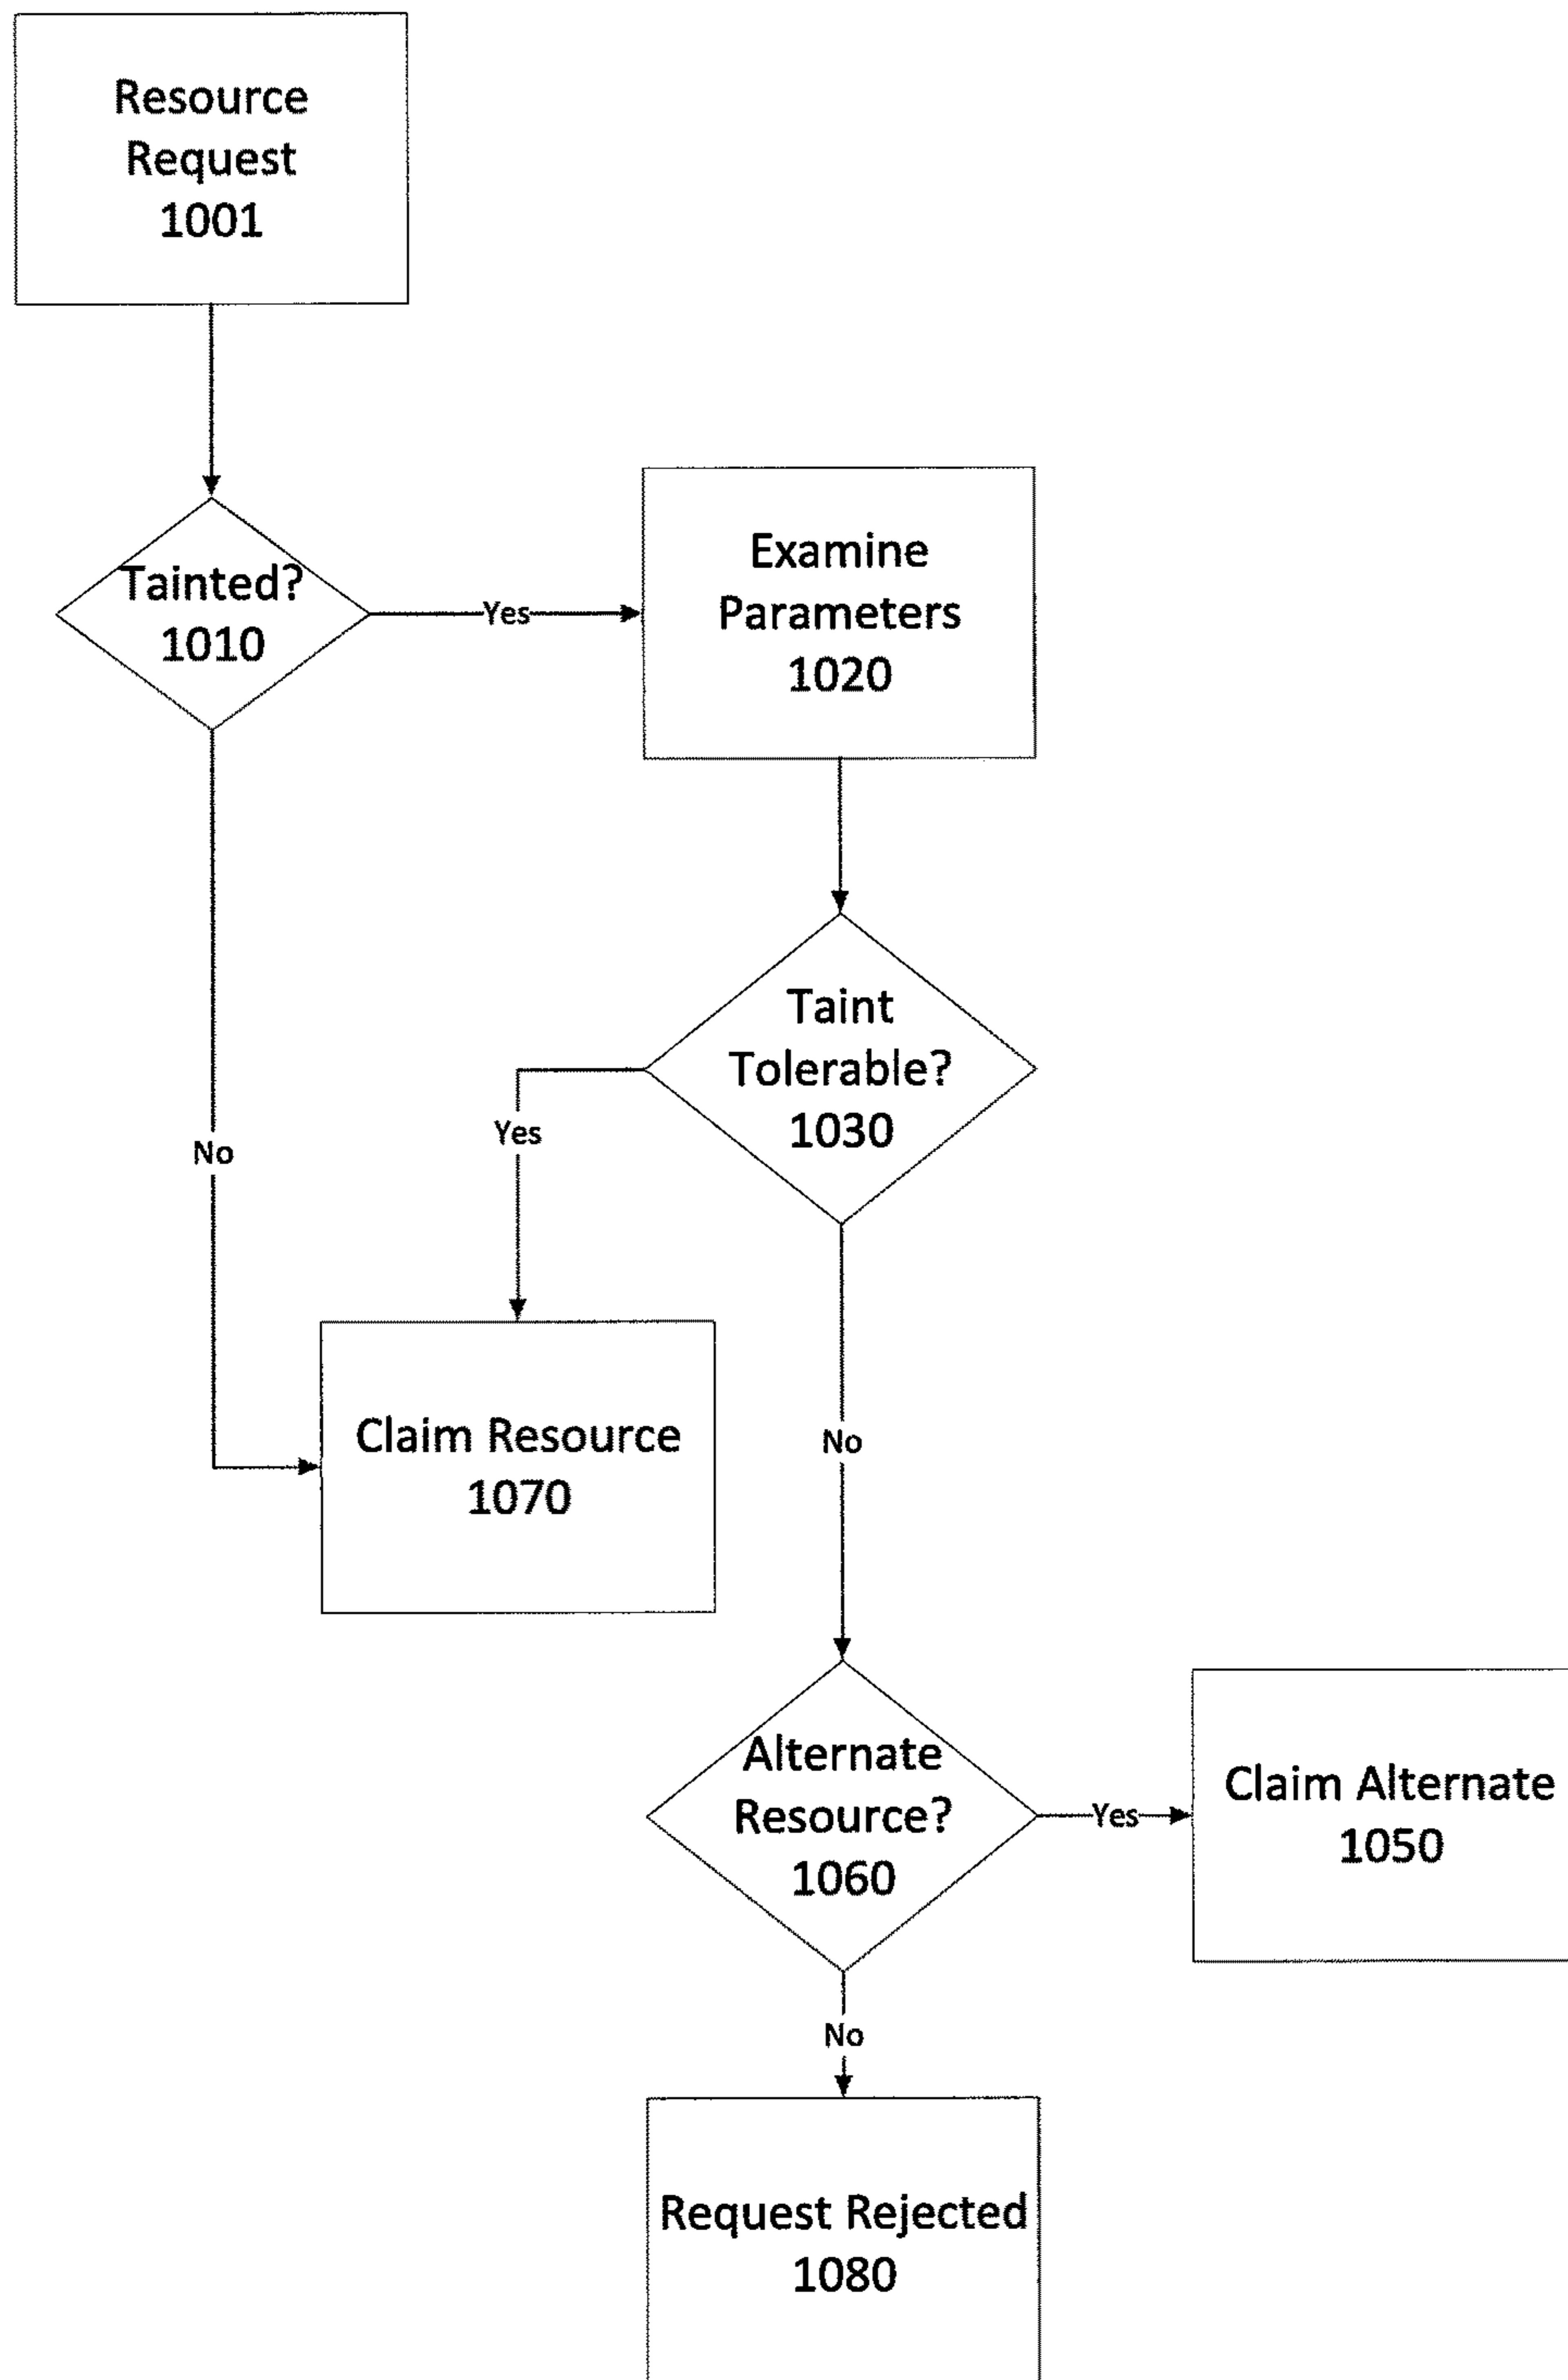 Resource
Request
1001
Tainted?
1010
Yes
Examine
Parameters
1020
No
Taint
Tolerable?
1030
Yes
No
Claim Resource
1070
Alternate
Resource?
1060
Yes
Claim Alternate
1050
No
Request Rejected
1080